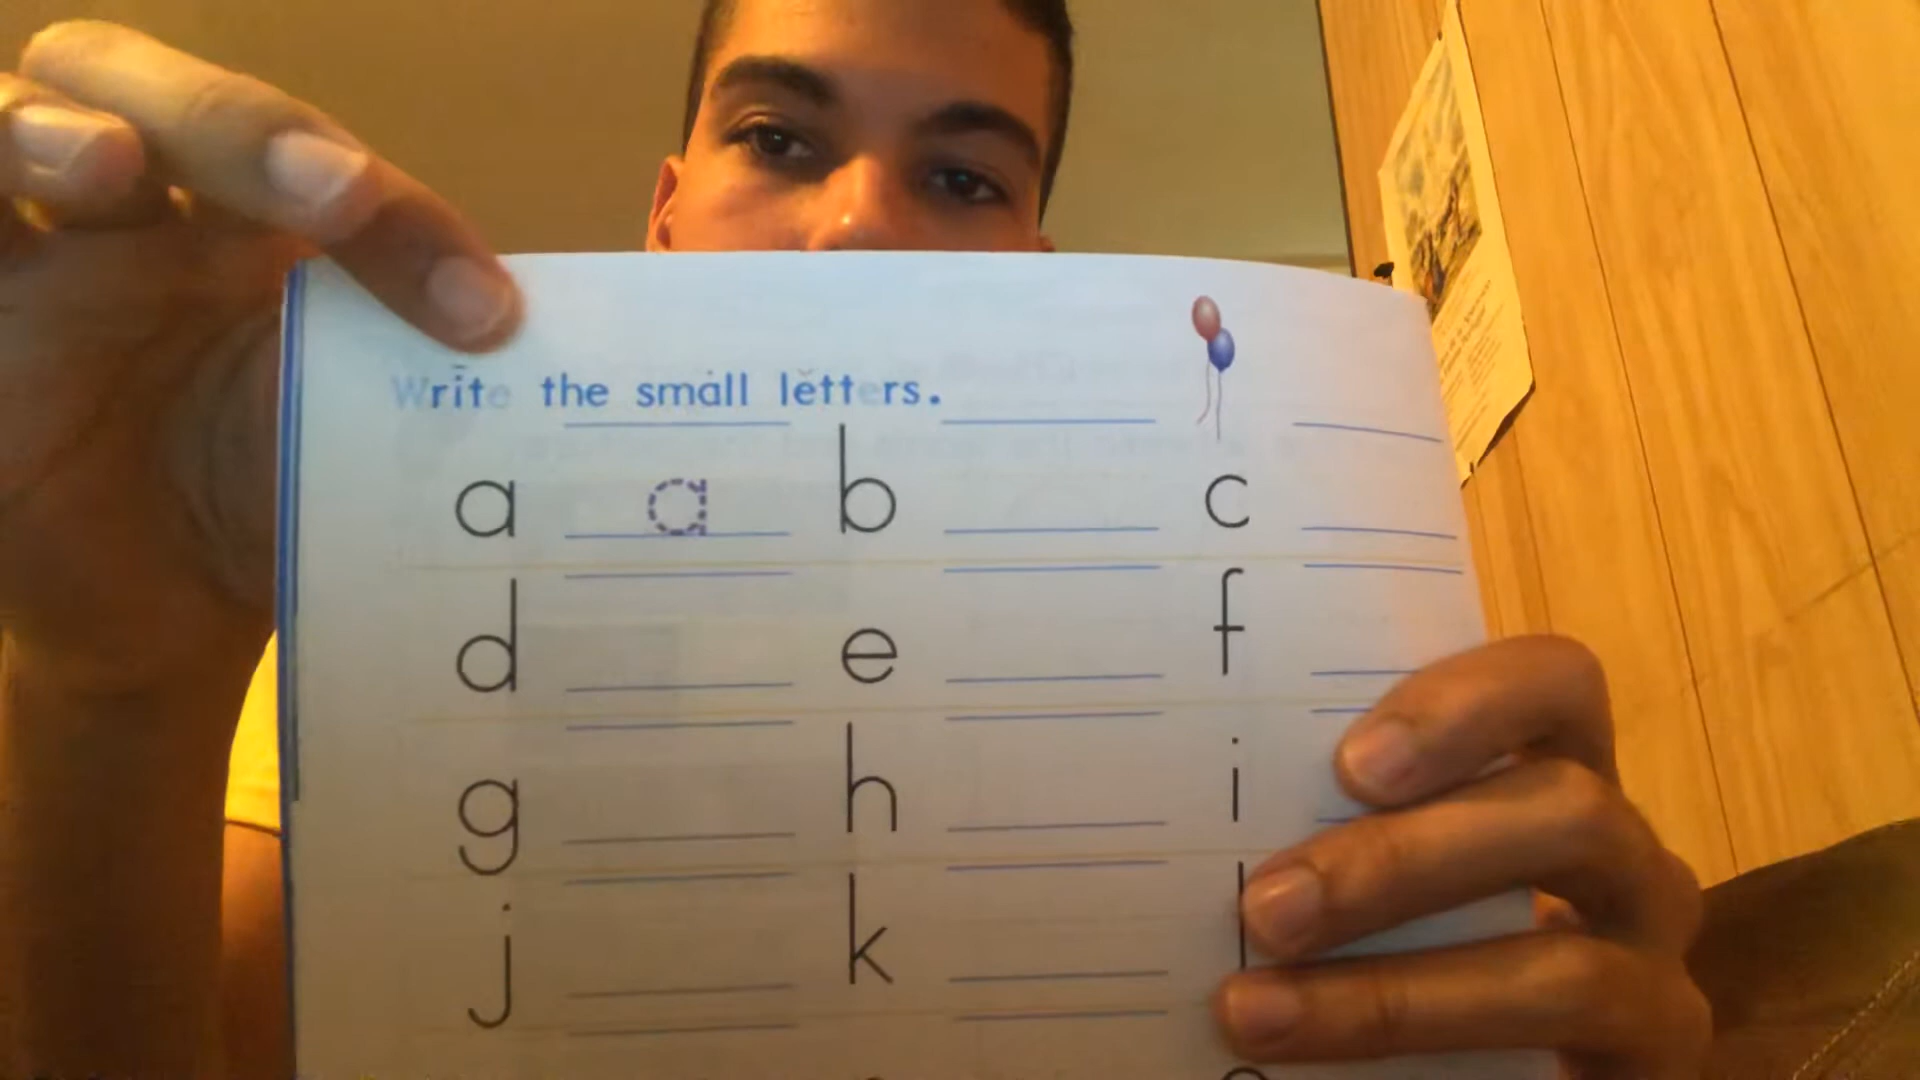 Write the small letters.
a a b c
d e f
g h i
j k l